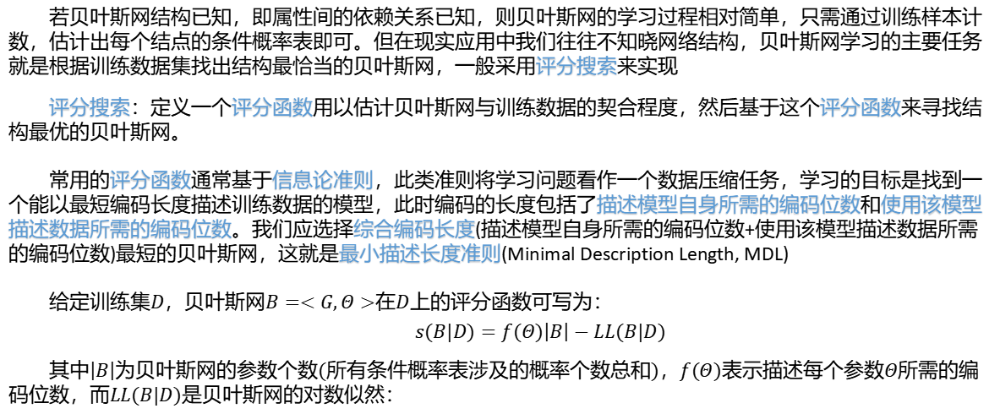 若贝叶斯网结构已知，即属性间的依赖关系已知，则贝叶斯网的学习过程相对简单，只需通过训练样本计
数，估计出每个结点的条件概率表即可。但在现实应用中我们往往不知晓网络结构，贝叶斯网学习的主要任务
就是根据训练数据集找出结构最恰当的贝叶斯网，一般采用评分搜索来实现
评分搜索：定义一个评分函数用以估计贝叶斯网与训练数据的契合程度，然后基于这个评分函数来寻找结
构最优的贝叶斯网。
常用的评分函数通常基于信息论准则，此类准则将学习问题看作一个数据压缩任务，学习的目标是找到一
个能以最短编码长度描述训练数据的模型，此时编码的长度包括了描述模型自身所需的编码位数和使用该模型
描述数据所需的编码位数。我们应选择综合编码长度(描述模型自身所需的编码位数+使用该模型描述数据所需
的编码位数)最短的贝叶斯网，这就是最小描述长度准则(Minimal Description Length, MDL)
给定训练集D，贝叶斯网B =< G, Θ >在D上的评分函数可写为：
s(B|D) = f(Θ)|B| − LL(B|D)
其中|B|为贝叶斯网的参数个数(所有条件概率表涉及的概率个数总和)，f(Θ)表示描述每个参数Θ所需的编
码位数，而LL(B|D)是贝叶斯网的对数似然：